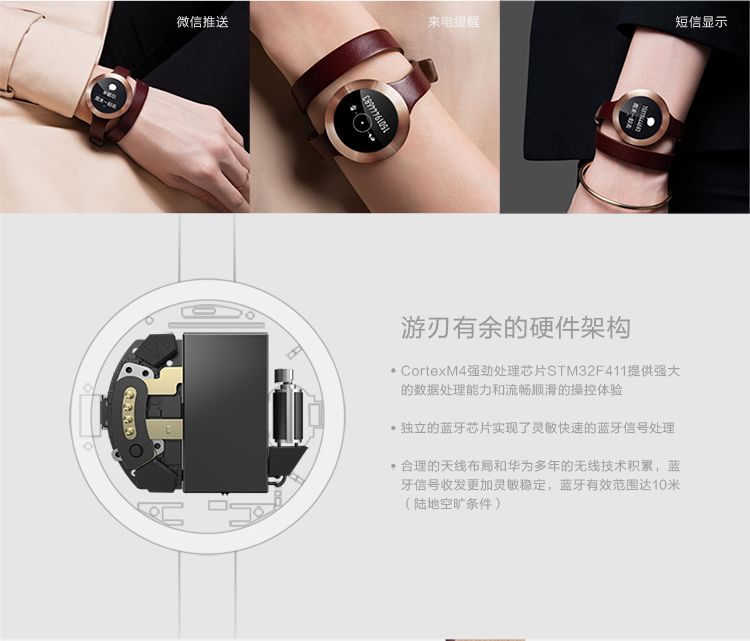 微信推送
来电提醒
短信显示
15019444683
游刃有余的硬件架构
• CortexM4强劲处理芯片STM32F411提供强大
的数据处理能力和流畅顺滑的操控体验
• 独立的蓝牙芯片实现了灵敏快速的蓝牙信号处理
• 合理的天线布局和华为多年的无线技术积累，蓝
牙信号收发更加灵敏稳定，蓝牙有效范围达10米
（陆地空旷条件）